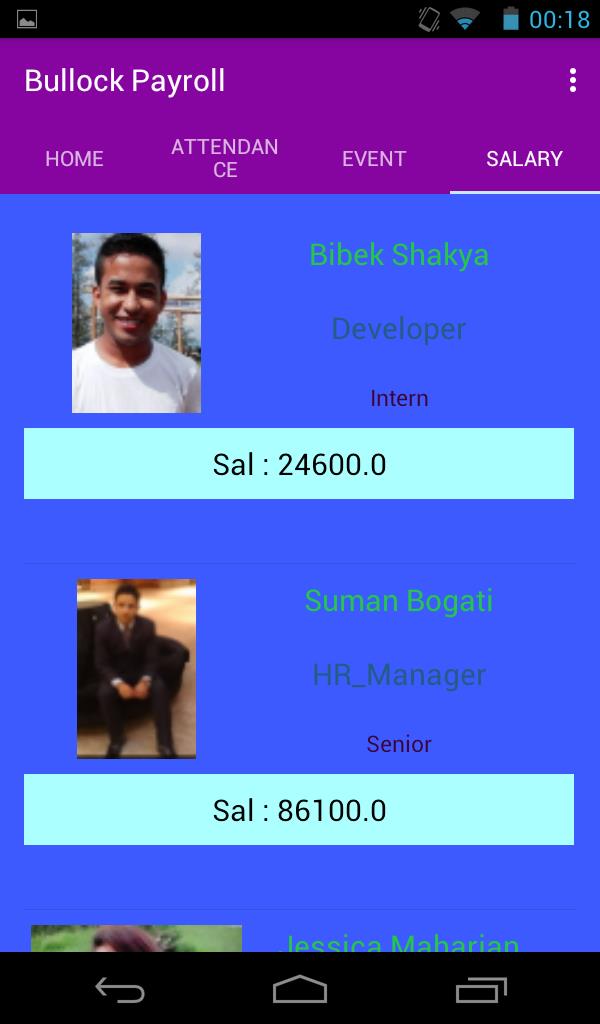 00:18
Bullock Payroll
HOME
ATTENDAN
CE
EVENT
SALARY
Bibek Shakya
Developer
Intern
Sal : 24600.0
Suman Bogati
HR_Manager
Senior
Sal : 86100.0
Jessica Maharjan